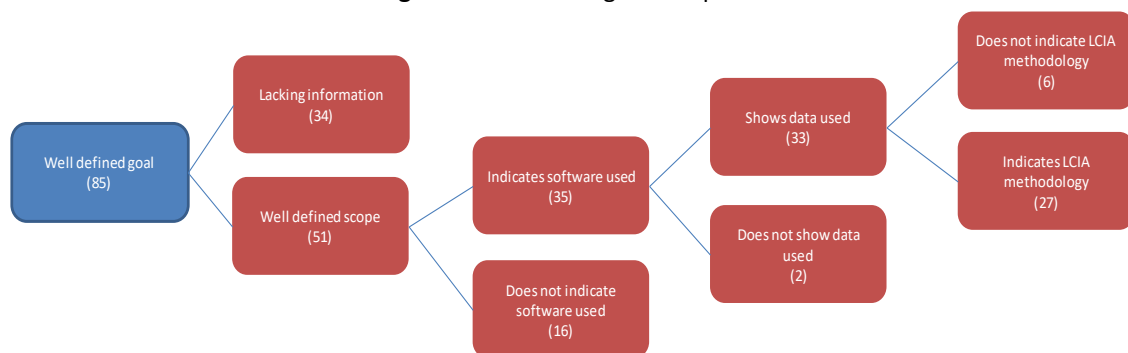 Does not indicate LCIA
methodology
(6)
Lacking information
(34)
Shows data used
(33)
Well defined goal
(85)
Indicates software used
(35)
Indicates LCIA
methodology
(27)
Well defined scope
(51)
Does not show data
used
(2)
Does not indicate
software used
(16)